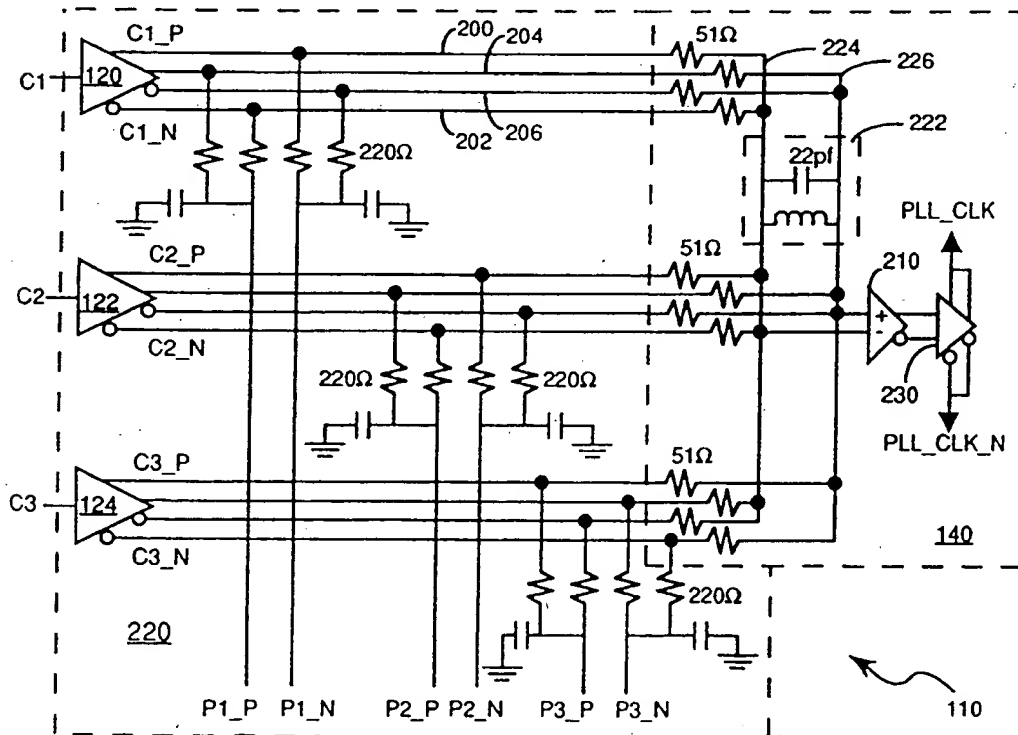 C1_P
200
204
51Ω
224
226
C1
120
222
C1_N
202
206
220Ω
22pf
PLL_CLK
C2_P
51Ω
210
C2
122
+
-
C2_N
230
220Ω
220Ω
PLL_CLK_N
C3_P
51Ω
C3
124
140
C3_N
220Ω
220
P1_P
P1_N
P2_P
P2_N
P3_P
P3_N
110